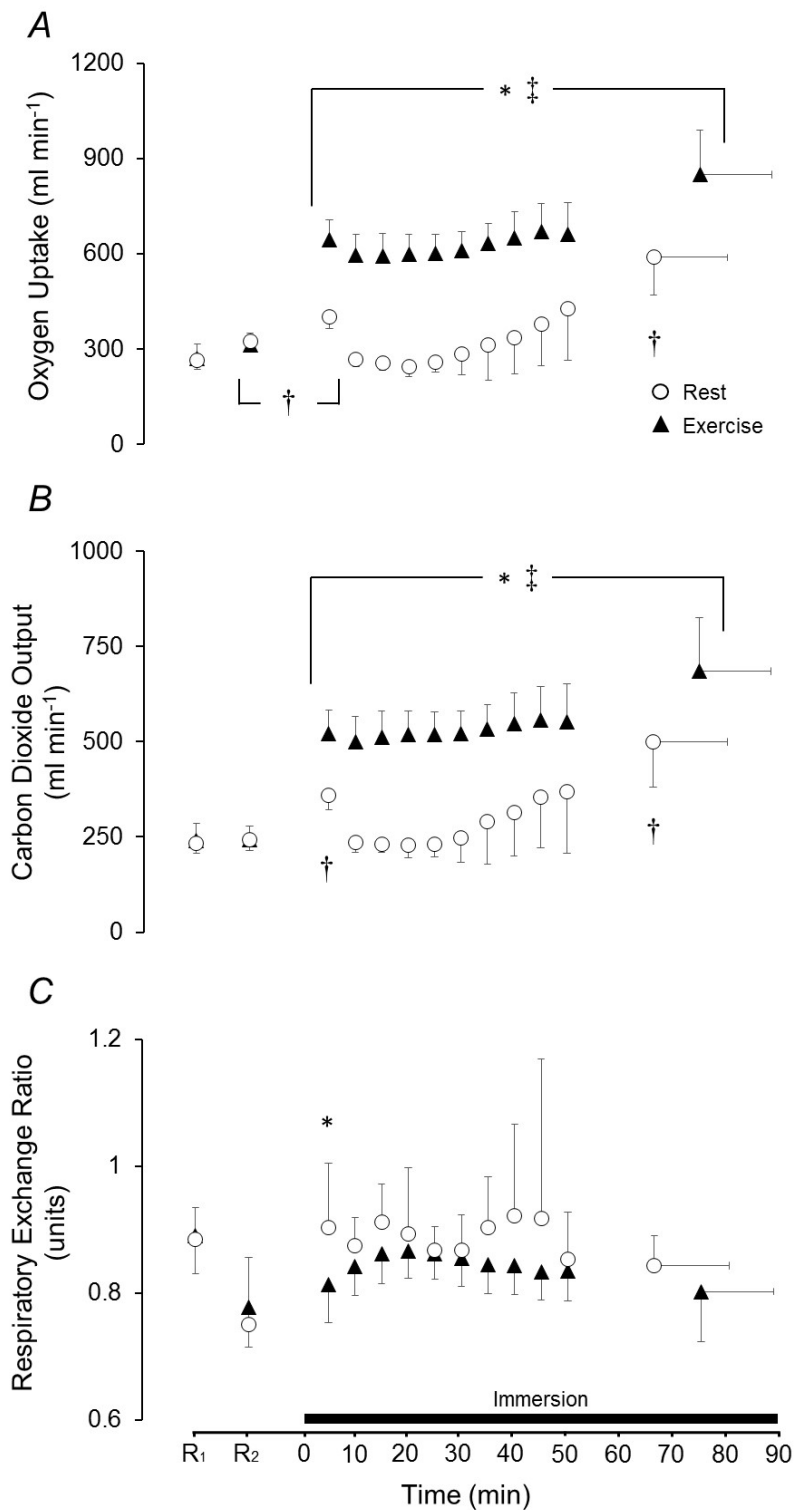 A
1200
* ‡
900
600
300
0
†
†
Oxygen Uptake (ml min⁻¹)
Rest
Exercise
B
1000
* ‡
750
500
250
0
†
†
Carbon Dioxide Output
(ml min⁻¹)
C
1.2
*
1
0.8
0.6
Respiratory Exchange Ratio
(units)
Immersion
R₁ R₂ 0 10 20 30 40 50 60 70 80 90
Time (min)